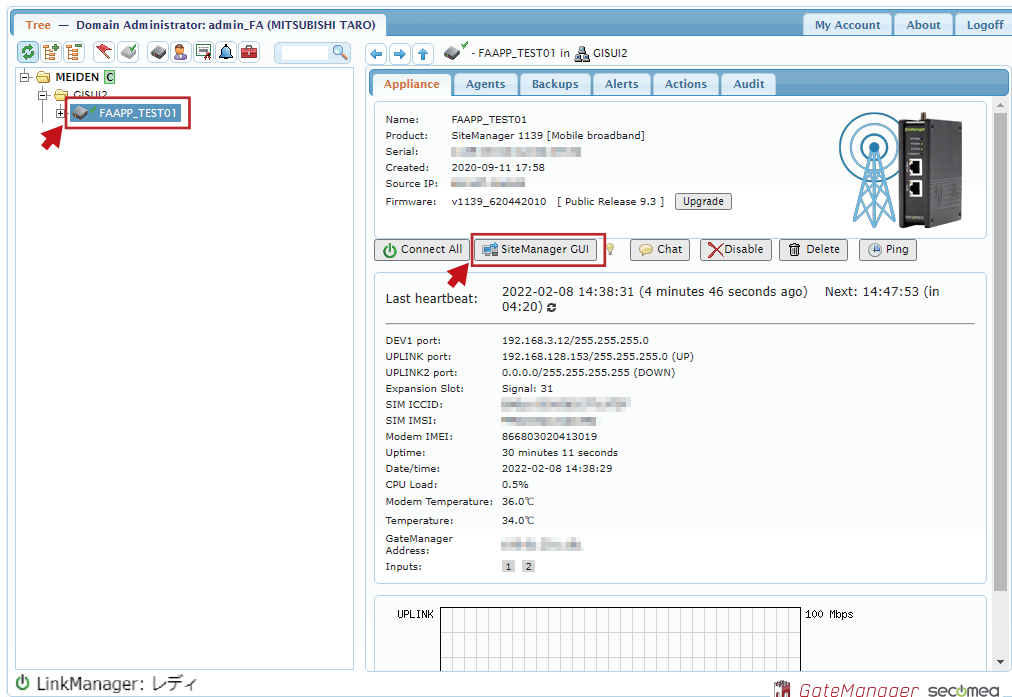 Tree — Domain Administrator: admin_FA (MITSUBISHI TARO)
My Account About Logoff
MEIDEN C
GISUI2
FAAPP_TEST01
- FAAPP_TEST01 in GISUI2
Appliance Agents Backups Alerts Actions Audit
Name: FAAPP_TEST01
Product: SiteManager 1139 [Mobile broadband]
Serial:
Created: 2020-09-11 17:58
Source IP:
Firmware: v1139_620442010 [ Public Release 9.3 ] Upgrade
secomea
Connect All SiteManager GUI Chat Disable Delete Ping
Last heartbeat: 2022-02-08 14:38:31 (4 minutes 46 seconds ago) Next: 14:47:53 (in
04:20)
DEV1 port: 192.168.3.12/255.255.255.0
UPLINK port: 192.168.128.153/255.255.255.0 (UP)
UPLINK2 port: 0.0.0.0/255.255.255.255 (DOWN)
Expansion Slot: Signal: 31
SIM ICCID:
SIM IMSI:
Modem IMEI: 866803020413019
Uptime: 30 minutes 11 seconds
Date/time: 2022-02-08 14:38:29
CPU Load: 0.5%
Modem Temperature: 36.0℃
Temperature: 34.0℃
GateManager
Address:
Inputs: 1 2
UPLINK 100 Mbps
LinkManager: レディ
GateManager secomea